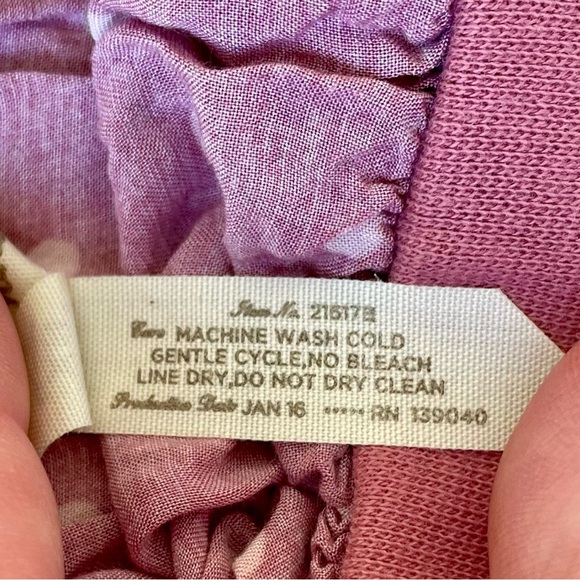 Item No. 21617
Care MACHINE WASH COLD
GENTLE CYCLE,NO BLEACH
LINE DRY,DO NOT DRY CLEAN
Production Date JAN 16 ••••• RN 139040